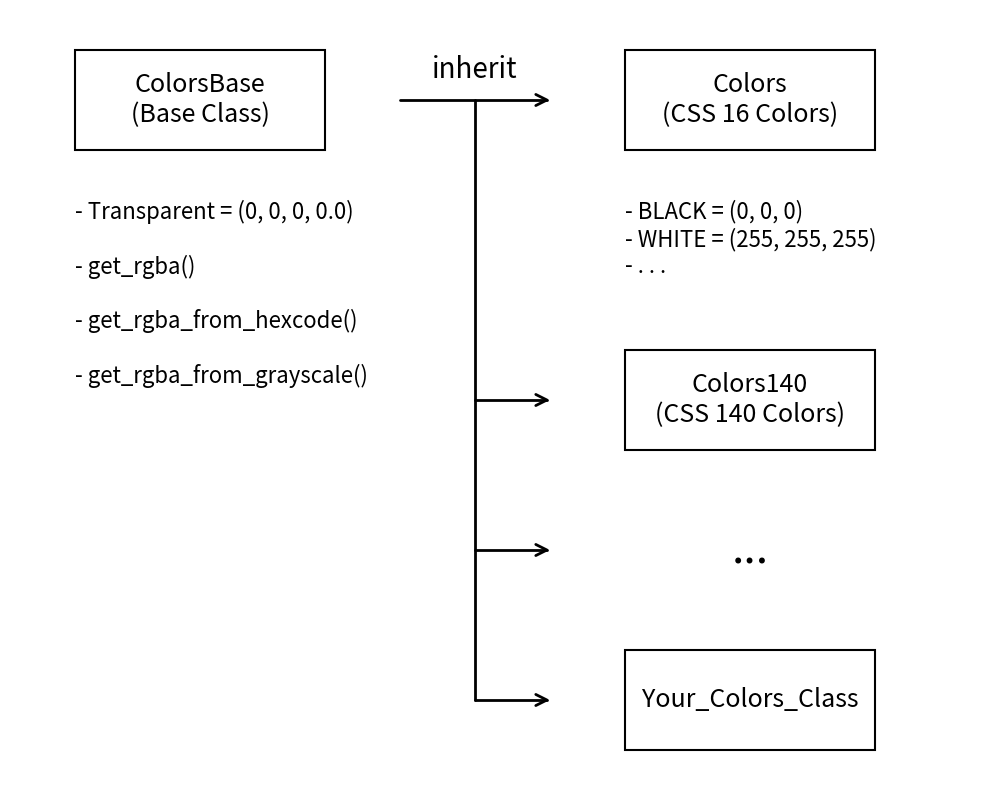 ColorsBase
(Base Class)
- Transparent = (0, 0, 0, 0.0)
- get_rgba()
- get_rgba_from_hexcode()
- get_rgba_from_grayscale()
inherit
Colors
(CSS 16 Colors)
- BLACK = (0, 0, 0)
- WHITE = (255, 255, 255)
- . . .
Colors140
(CSS 140 Colors)
...
Your_Colors_Class